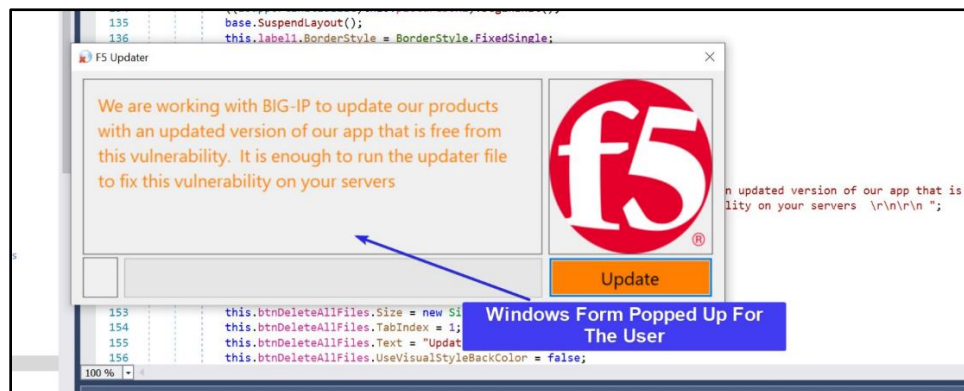 135 base.SuspendLayout();
136 this.label1.BorderStyle = BorderStyle.FixedSingle;
F5 Updater
We are working with BIG-IP to update our products
with an updated version of our app that is free from
this vulnerability. It is enough to run the updater file
to fix this vulnerability on your servers
f5
®
n updated version of our app that is
lity on your servers \r\n\r\n ";
s
Update
Windows Form Popped Up For
The User
153 this.btnDeleteAllFiles.Size = new Si
154 this.btnDeleteAllFiles.TabIndex = 1;
155 this.btnDeleteAllFiles.Text = "Updat
156 this.btnDeleteAllFiles.UseVisualStyleBackColor = false;
100 %